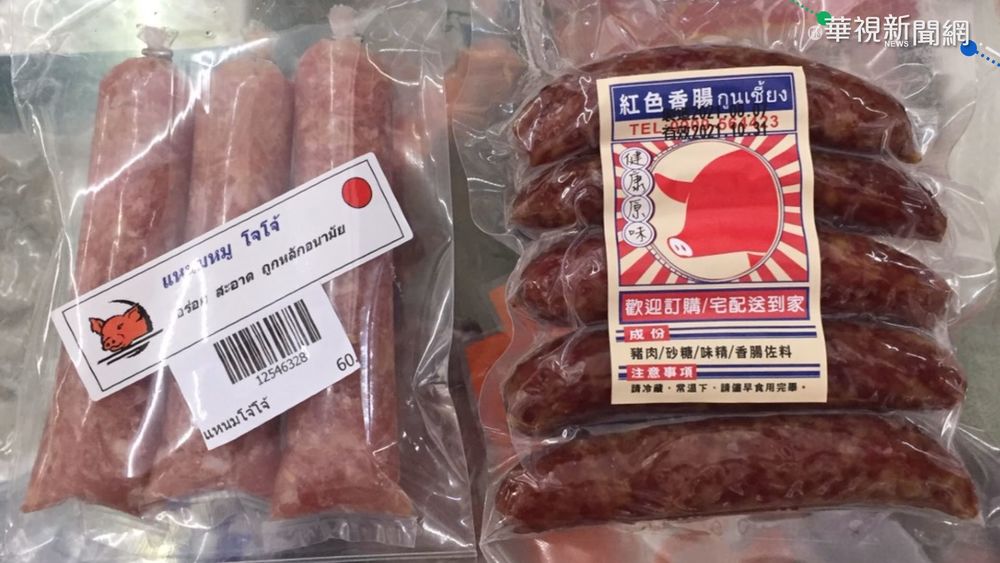 華視新聞網
NEWS
แหนมหมู โจโจ้
อร่อย สะอาด ถูกหลักอนามัย
12546328
60.
แหนมโจ้โจ้
紅色香腸 กุนเชี้ยง
有效2021.10.31
健康原味
歡迎訂購/宅配送到家
成份
豬肉/砂糖/味精/香腸佐料
注意事項
請冷藏．常溫下．請儘早食用完畢。